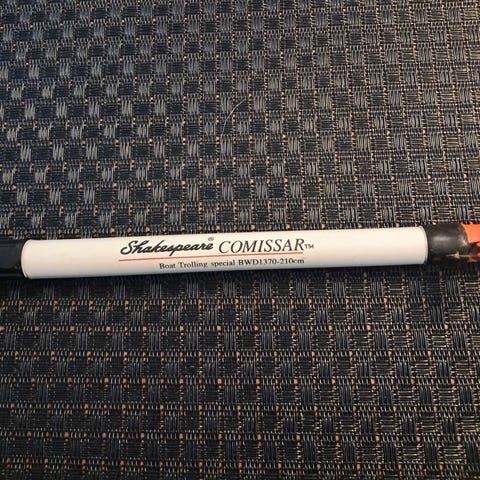 Shakespeare® COMISSAR™
Boat Trolling special BWD1370-210cm